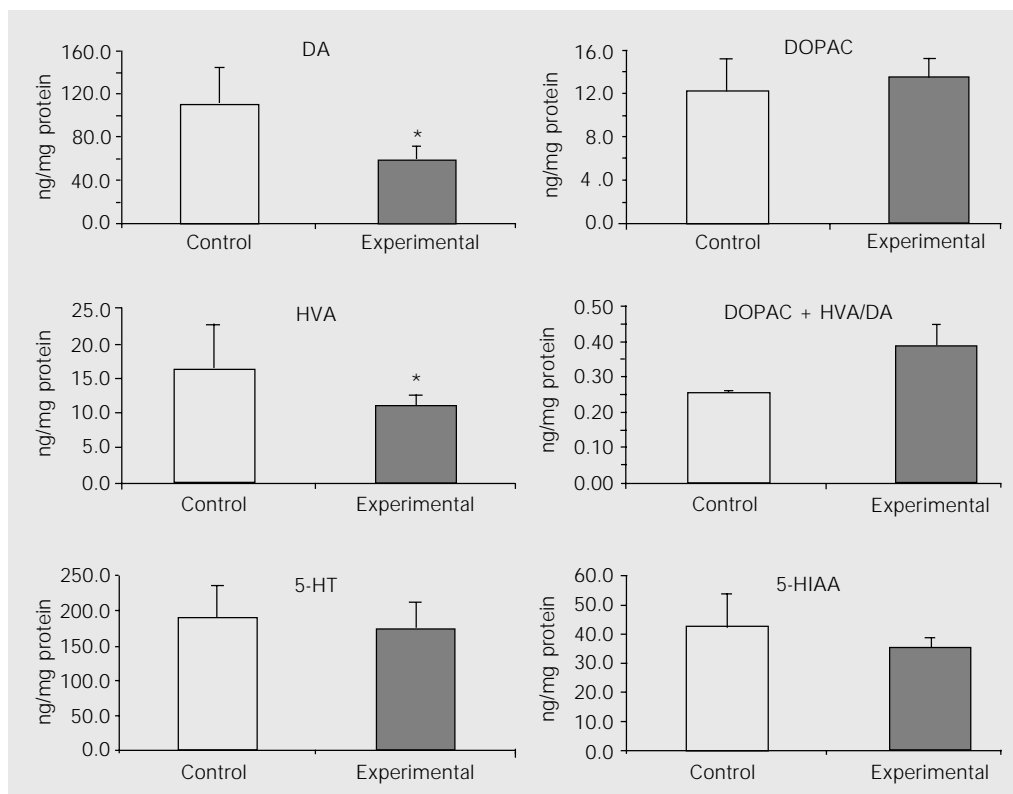 DA
ng/mg protein
160.0
120.0
80.0
40.0
0.0
*
Control
Experimental
DOPAC
ng/mg protein
16.0
12.0
8.0
4 .0
0.0
Control
Experimental
HVA
ng/mg protein
25.0
20.0
15.0
10.0
5.0
0.0
*
Control
Experimental
DOPAC + HVA/DA
ng/mg protein
0.50
0.40
0.30
0.20
0.10
0.00
Control
Experimental
5-HT
ng/mg protein
250.0
200.0
150.0
100.0
50.0
0.0
Control
Experimental
5-HIAA
ng/mg protein
60.0
50.0
40.0
30.0
20.0
10.0
0.0
Control
Experimental